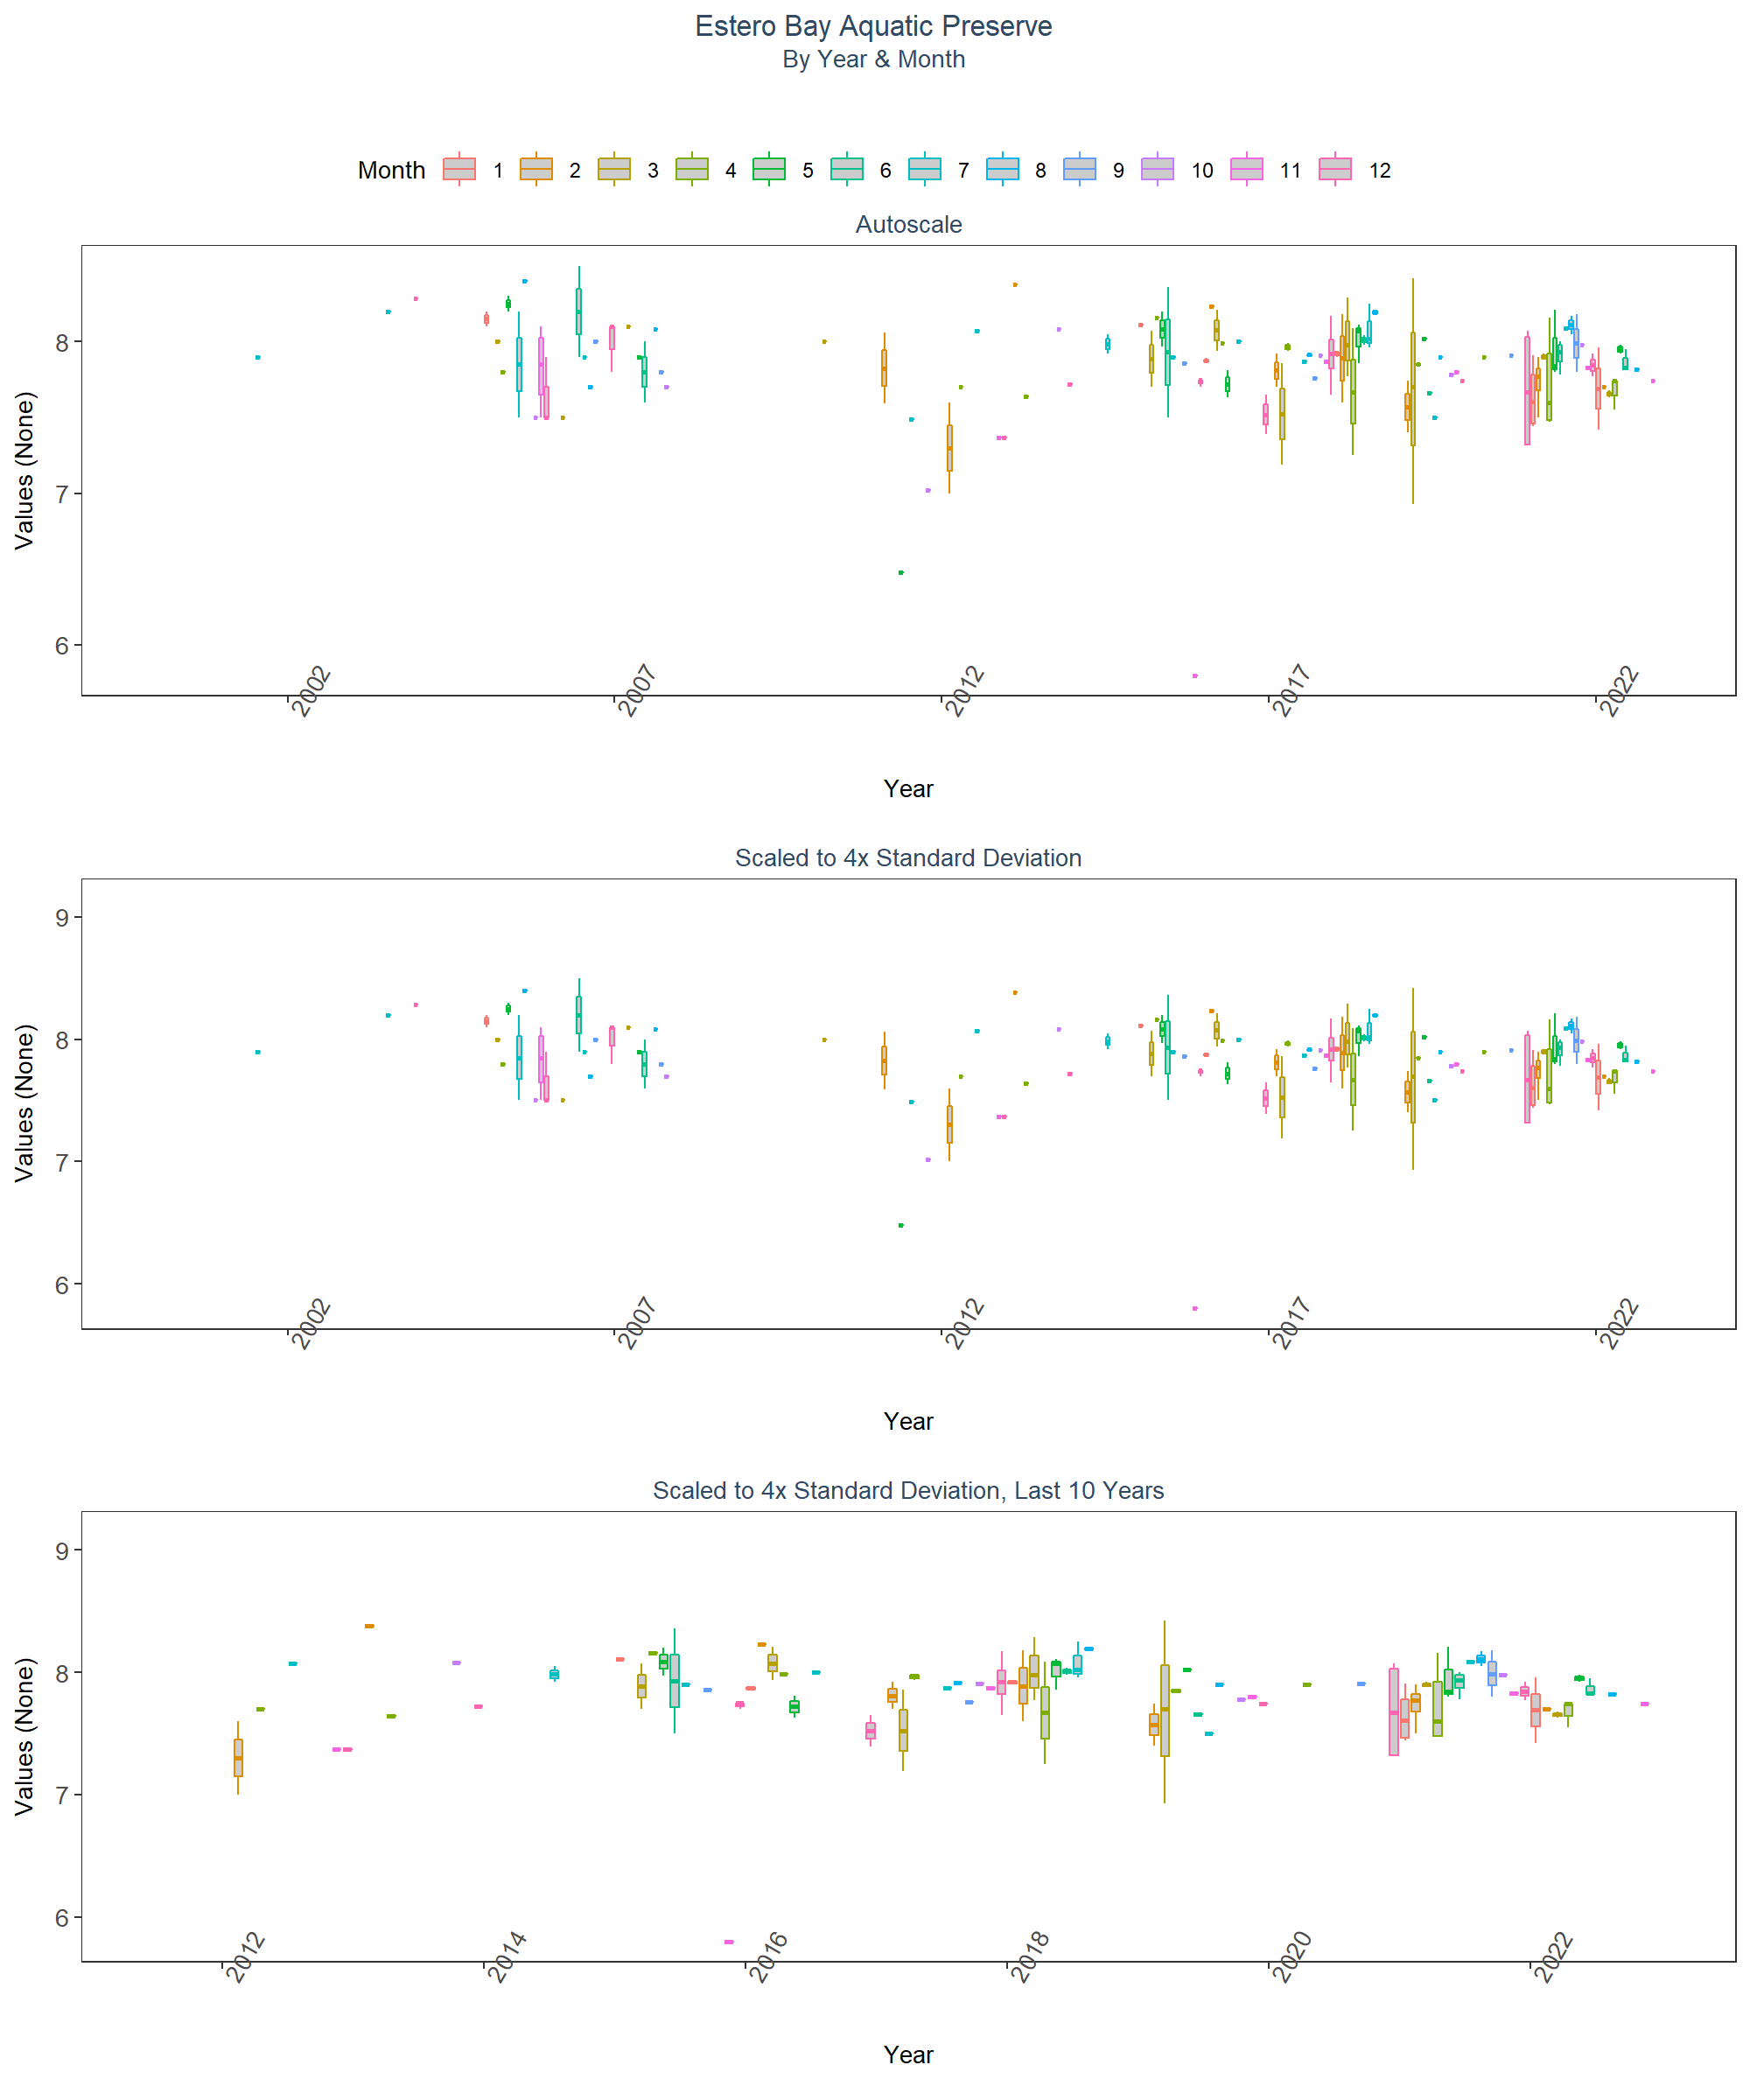 Estero Bay Aquatic Preserve
By Year & Month
Month 1 2 3 4 5 6 7 8 9 10 11 12
Autoscale
Values (None)
8
7
6
2002 2007 2012 2017 2022
Year
Scaled to 4x Standard Deviation
Values (None)
9
8
7
6
2002 2007 2012 2017 2022
Year
Scaled to 4x Standard Deviation, Last 10 Years
Values (None)
9
8
7
6
2012 2014 2016 2018 2020 2022
Year